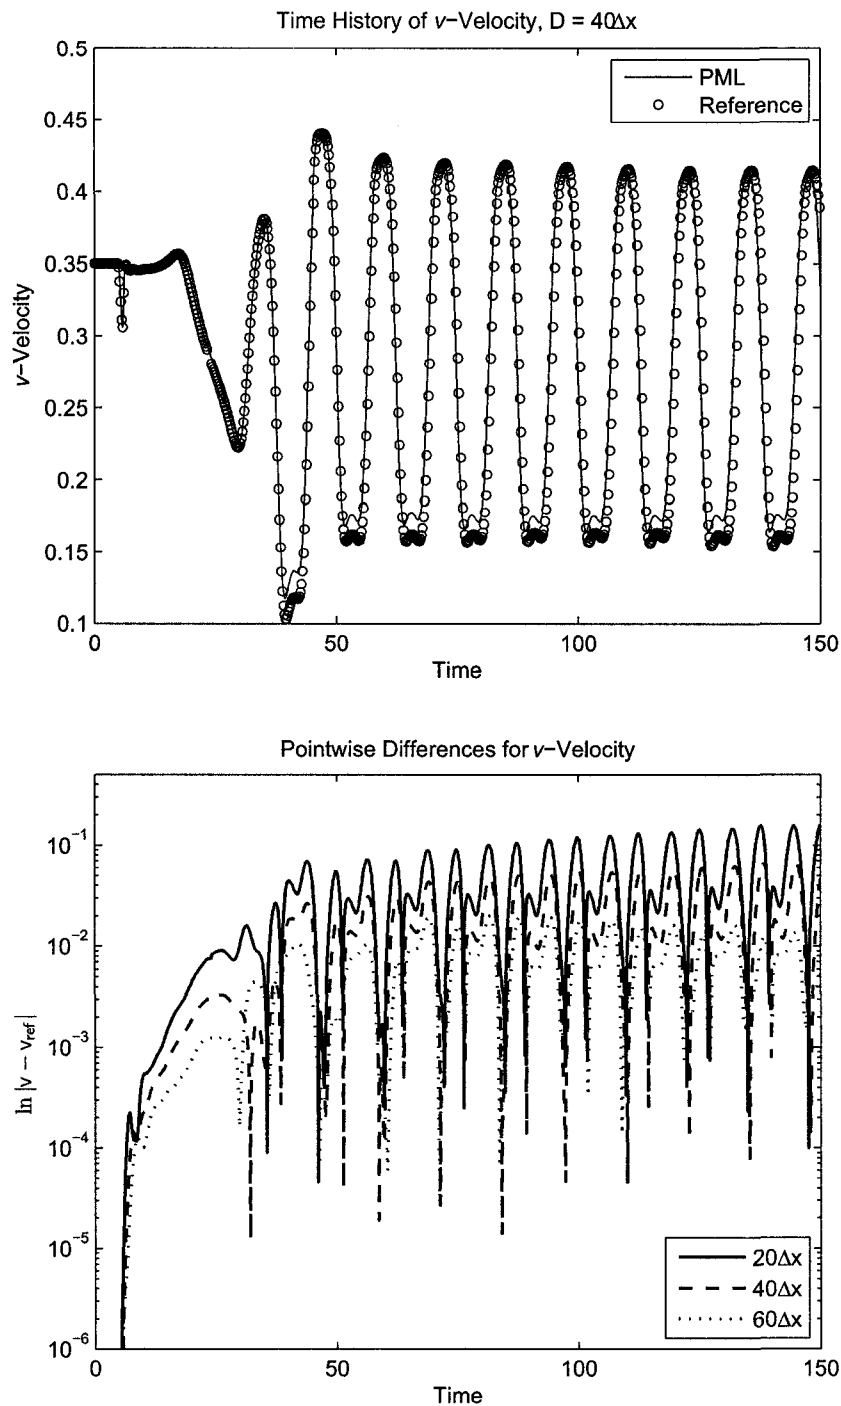 Time History of v−Velocity, D = 40Δx
0.5
0.45
0.4
0.35
0.3
0.25
0.2
0.15
0.1
v−Velocity
PML
Reference
0
50
100
150
Time
Pointwise Differences for v−Velocity
10⁻¹
10⁻²
10⁻³
10⁻⁴
10⁻⁵
10⁻⁶
ln |v − vref |
20Δx
40Δx
60Δx
0
50
100
150
Time